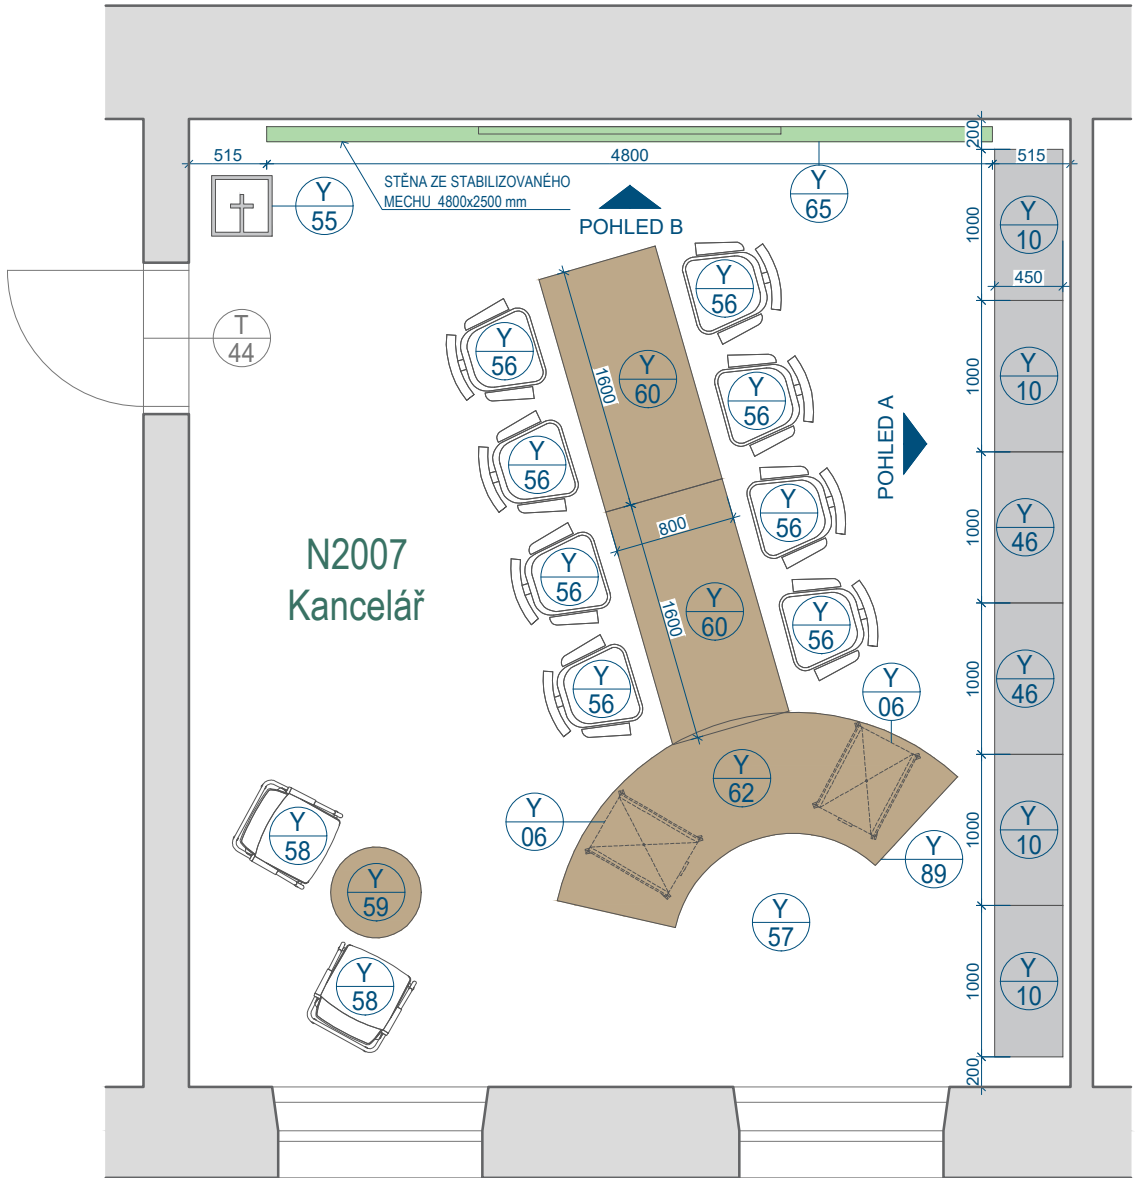 200
515
4800
515
STĚNA ZE STABILIZOVANÉHO
MECHU 4800x2500 mm
Y
55
Y
65
POHLED B
Y
10
1000
450
T
44
Y
56
Y
56
Y
60
1600
Y
56
Y
10
1000
POHLED A
Y
56
Y
56
800
Y
46
1000
N2007
Kancelář
Y
56
Y
60
1600
Y
56
Y
56
Y
06
Y
46
1000
Y
62
Y
06
Y
58
Y
89
Y
10
1000
Y
59
Y
57
Y
58
Y
10
1000
200